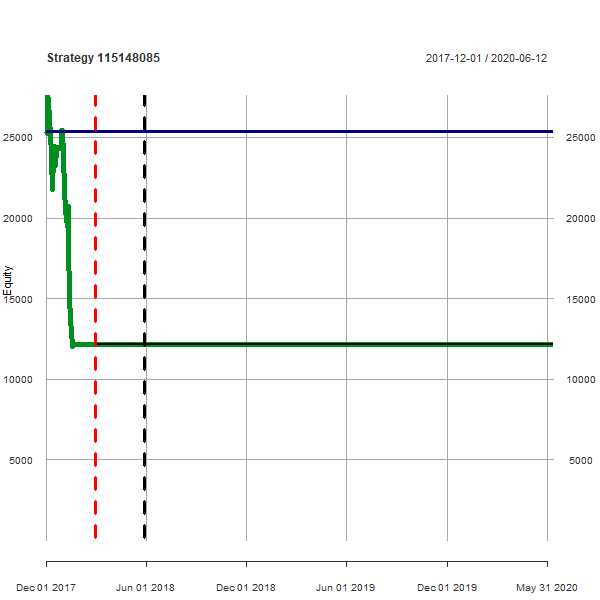 Strategy 115148085
2017-12-01 / 2020-06-12
25000
25000
20000
20000
Equity
15000
15000
10000
10000
5000
5000
Dec 01 2017
Jun 01 2018
Dec 01 2018
Jun 01 2019
Dec 01 2019
May 31 2020